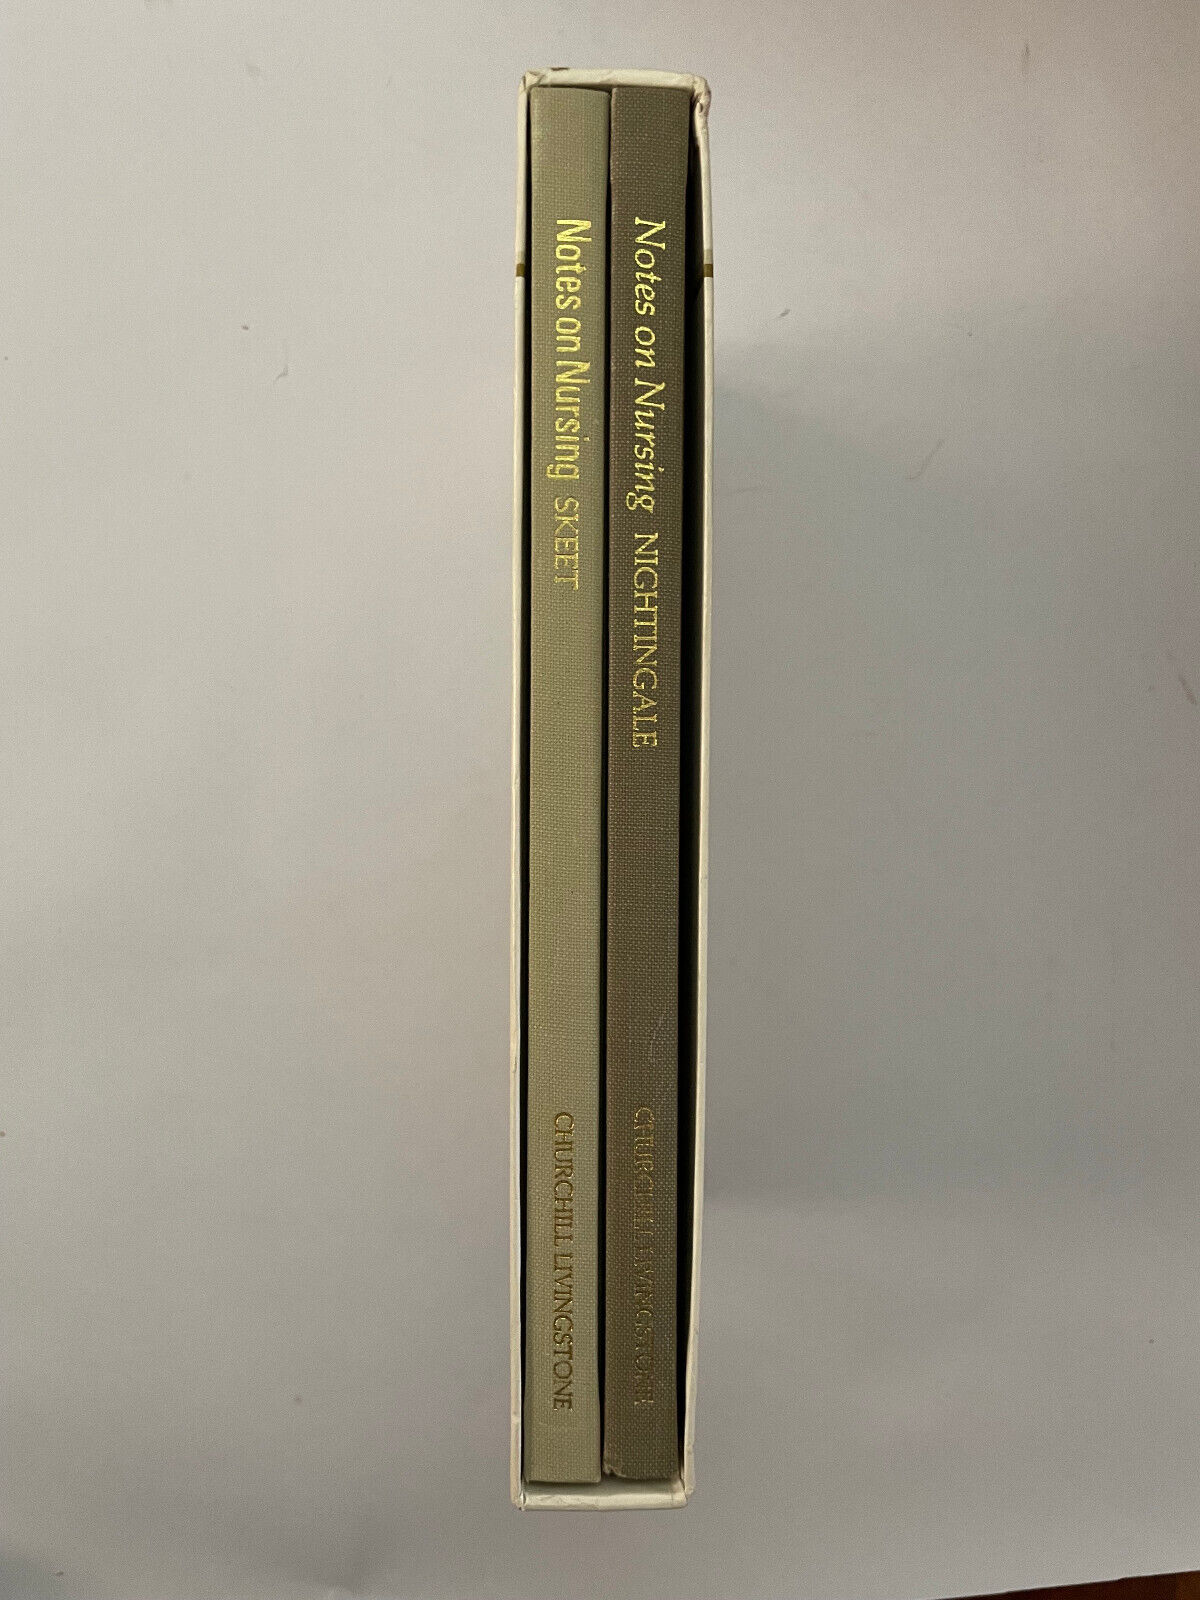 Notes on Nursing SKEET CHURCHILL LIVINGSTONE
Notes on Nursing NIGHTINGALE CHURCHILL LIVINGSTONE